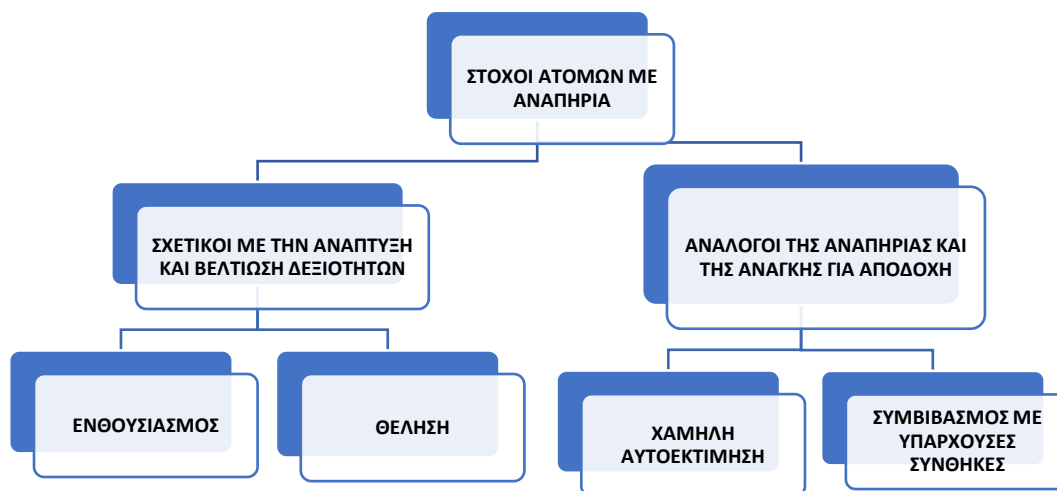 ΣΤΟΧΟΙ ΑΤΟΜΩΝ ΜΕ
ΑΝΑΠΗΡΙΑ
ΣΧΕΤΙΚΟΙ ΜΕ ΤΗΝ ΑΝΑΠΤΥΞΗ
ΚΑΙ ΒΕΛΤΙΩΣΗ ΔΕΞΙΟΤΗΤΩΝ
ΑΝΑΛΟΓΟΙ ΤΗΣ ΑΝΑΠΗΡΙΑΣ ΚΑΙ
ΤΗΣ ΑΝΑΓΚΗΣ ΓΙΑ ΑΠΟΔΟΧΗ
ΕΝΘΟΥΣΙΑΣΜΟΣ
ΘΕΛΗΣΗ
ΧΑΜΗΛΗ
ΑΥΤΟΕΚΤΙΜΗΣΗ
ΣΥΜΒΙΒΑΣΜΟΣ ΜΕ
ΥΠΑΡΧΟΥΣΕΣ
ΣΥΝΘΗΚΕΣ